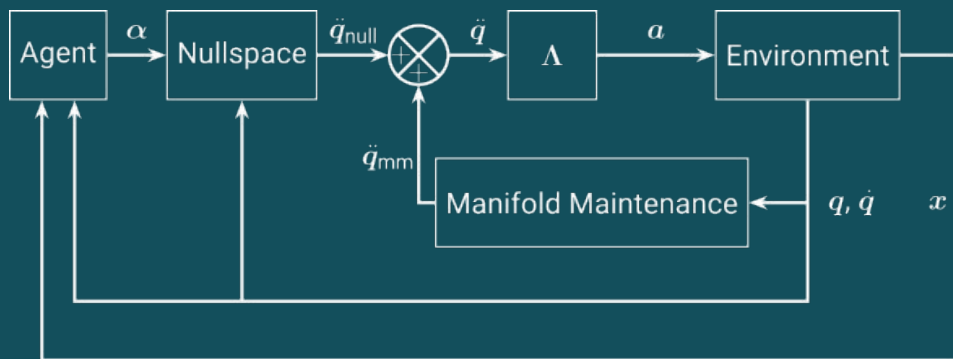 Agent
α
Nullspace
q̈null
+
+
q̈
Λ
a
Environment
q̈mm
Manifold Maintenance
q, q̇
x